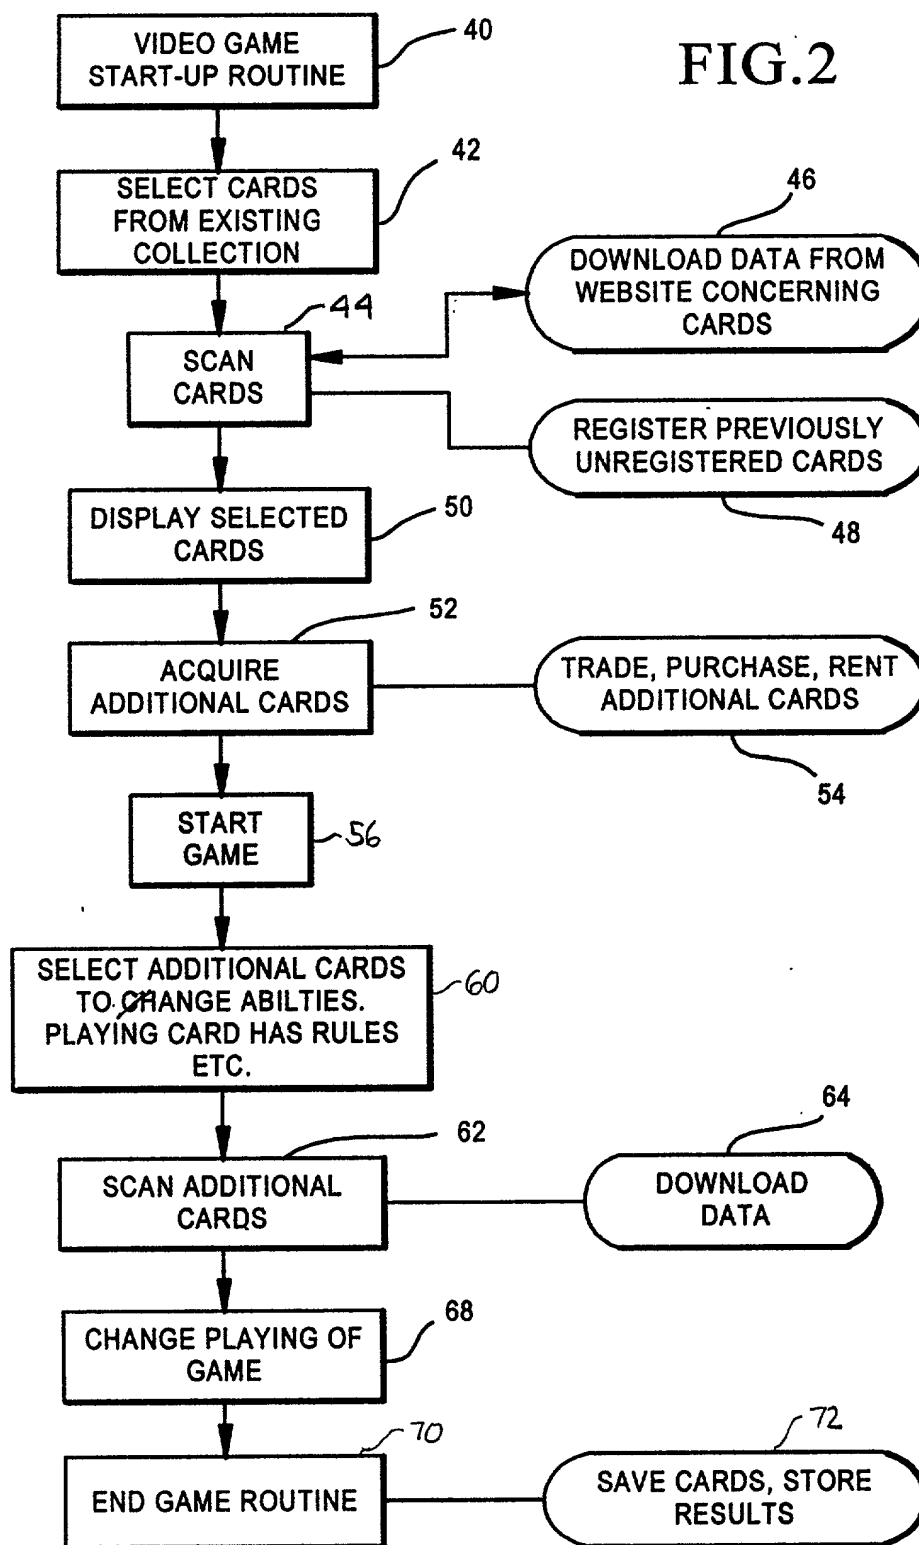 VIDEO GAME
START-UP ROUTINE
40
FIG.2
SELECT CARDS
FROM EXISTING
COLLECTION
42
44
SCAN
CARDS
46
DOWNLOAD DATA FROM
WEBSITE CONCERNING
CARDS
REGISTER PREVIOUSLY
UNREGISTERED CARDS
48
DISPLAY SELECTED
CARDS
50
52
ACQUIRE
ADDITIONAL CARDS
TRADE, PURCHASE, RENT
ADDITIONAL CARDS
54
START
GAME
56
SELECT ADDITIONAL CARDS
TO CHANGE ABILTIES.
PLAYING CARD HAS RULES
ETC.
60
62
SCAN ADDITIONAL
CARDS
64
DOWNLOAD
DATA
CHANGE PLAYING OF
GAME
68
70
END GAME ROUTINE
72
SAVE CARDS, STORE
RESULTS